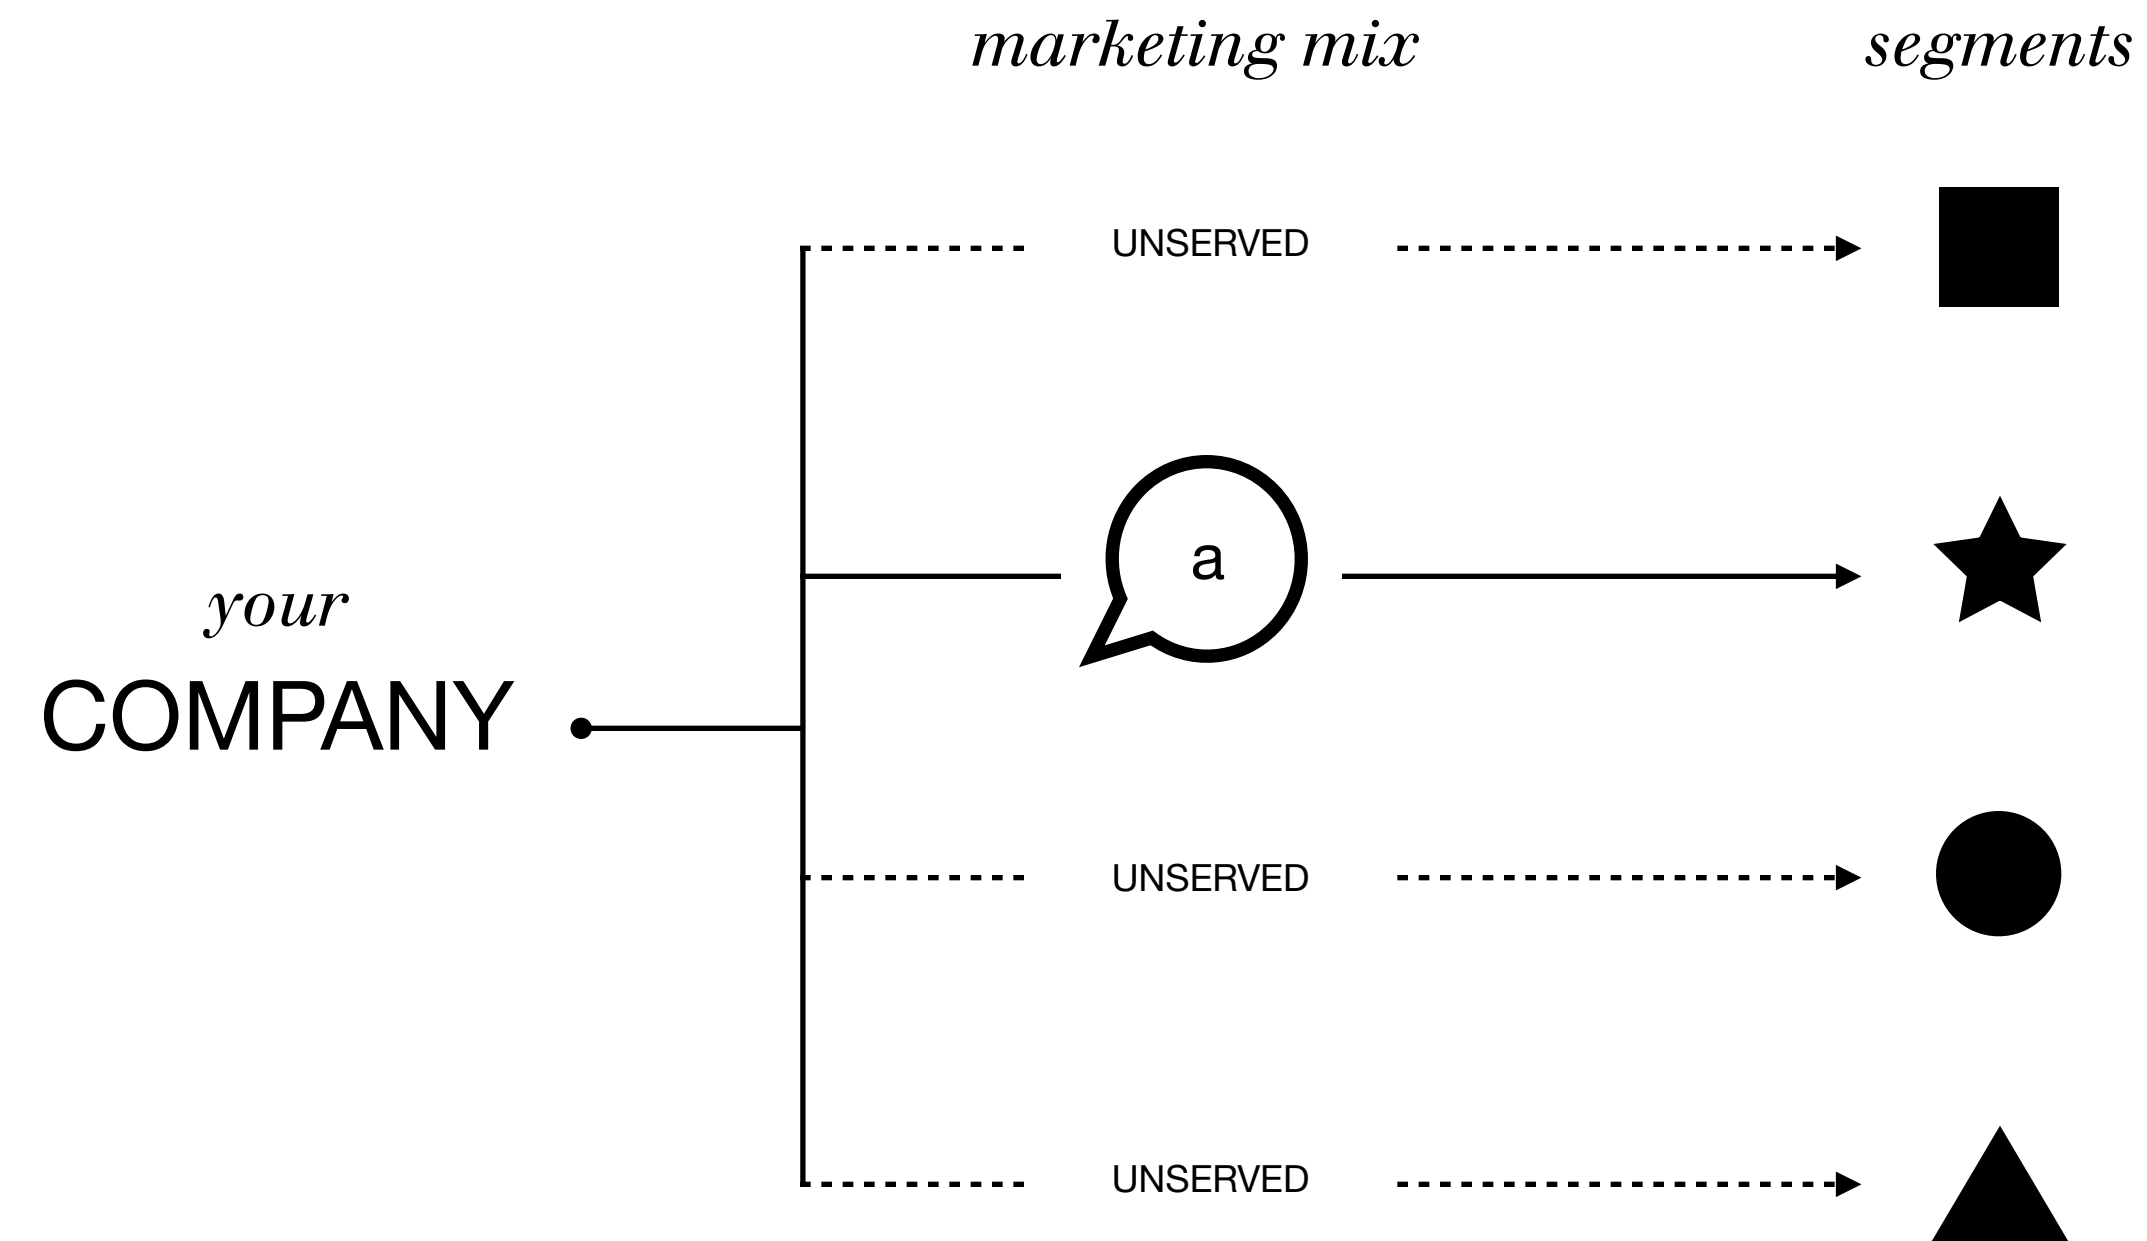 marketing mix
segments
UNSERVED
a
your
COMPANY
UNSERVED
UNSERVED